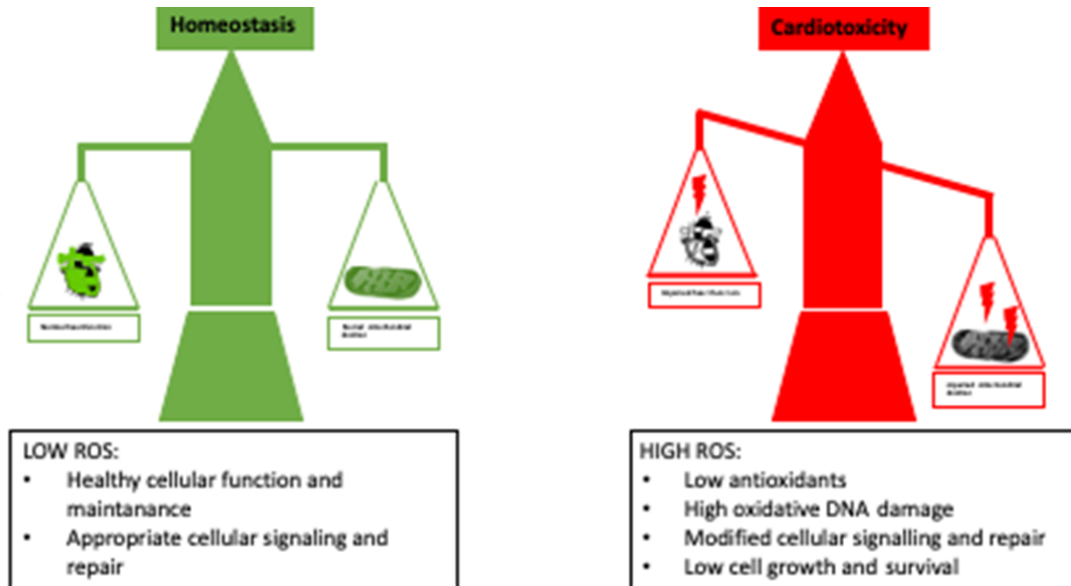 Homeostasis
Cardiotoxicity
LOW ROS:
• Healthy cellular function and
maintanance
• Appropriate cellular signaling and
repair
HIGH ROS:
• Low antioxidants
• High oxidative DNA damage
• Modified cellular signalling and repair
• Low cell growth and survival